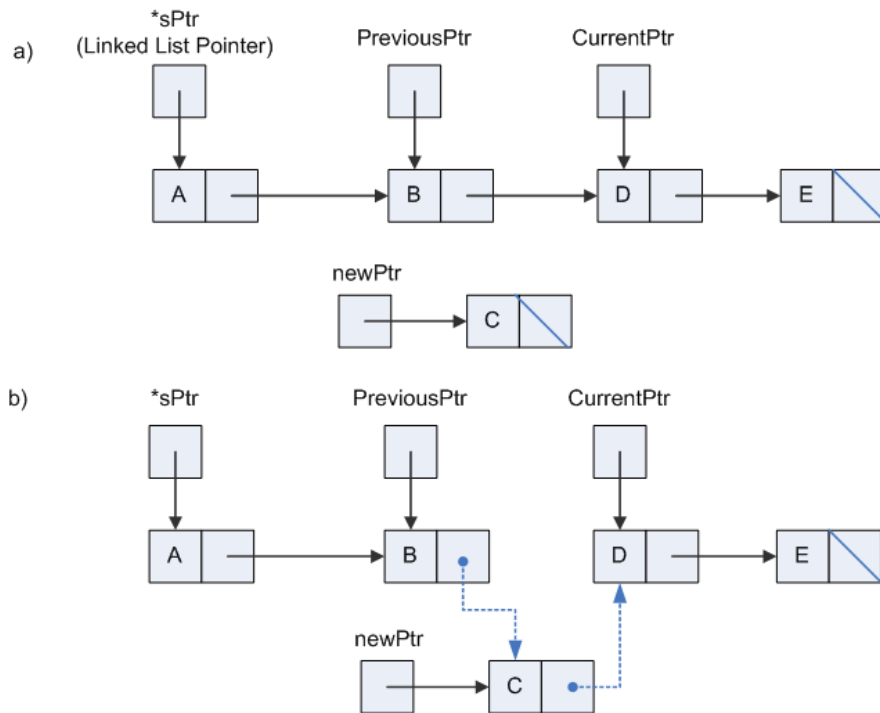 *sPtr
(Linked List Pointer)
PreviousPtr
CurrentPtr
a)
A
B
D
E
newPtr
C
b)
*sPtr
PreviousPtr
CurrentPtr
A
B
D
E
newPtr
C